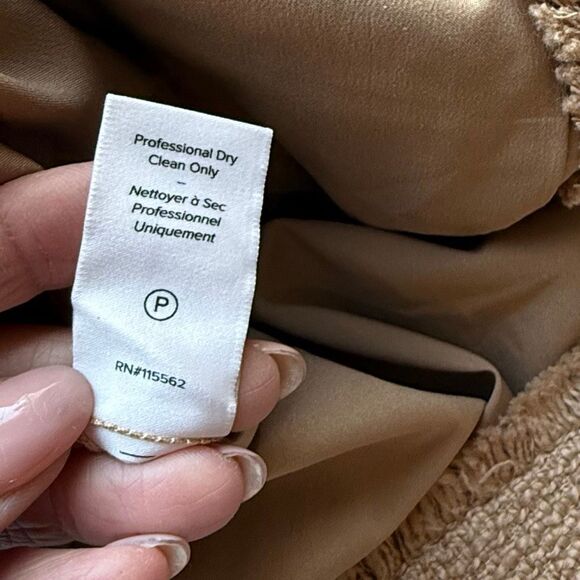 Professional Dry
Clean Only
-
Nettoyer à Sec
Professionnel
Uniquement
P
RN#115562